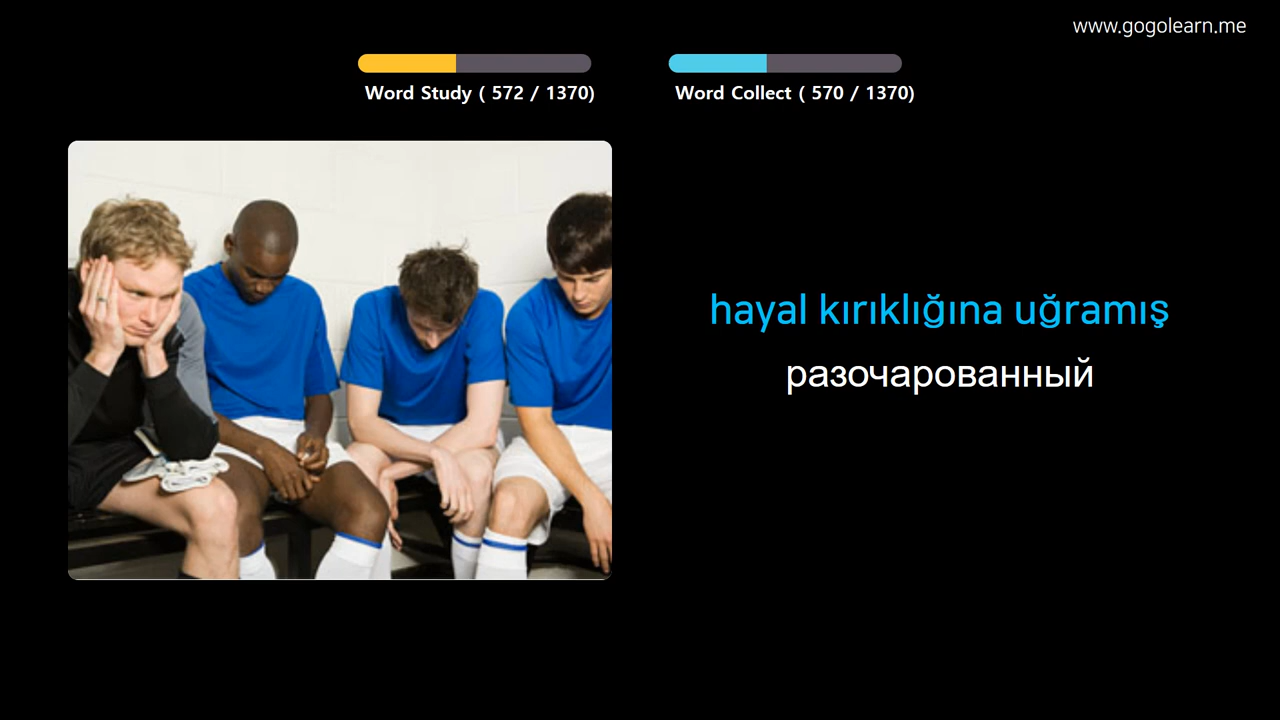 www.gogolearn.me
Word Study ( 572 / 1370)
Word Collect ( 570 / 1370)
hayal kırıklığına uğramış
разочарованный